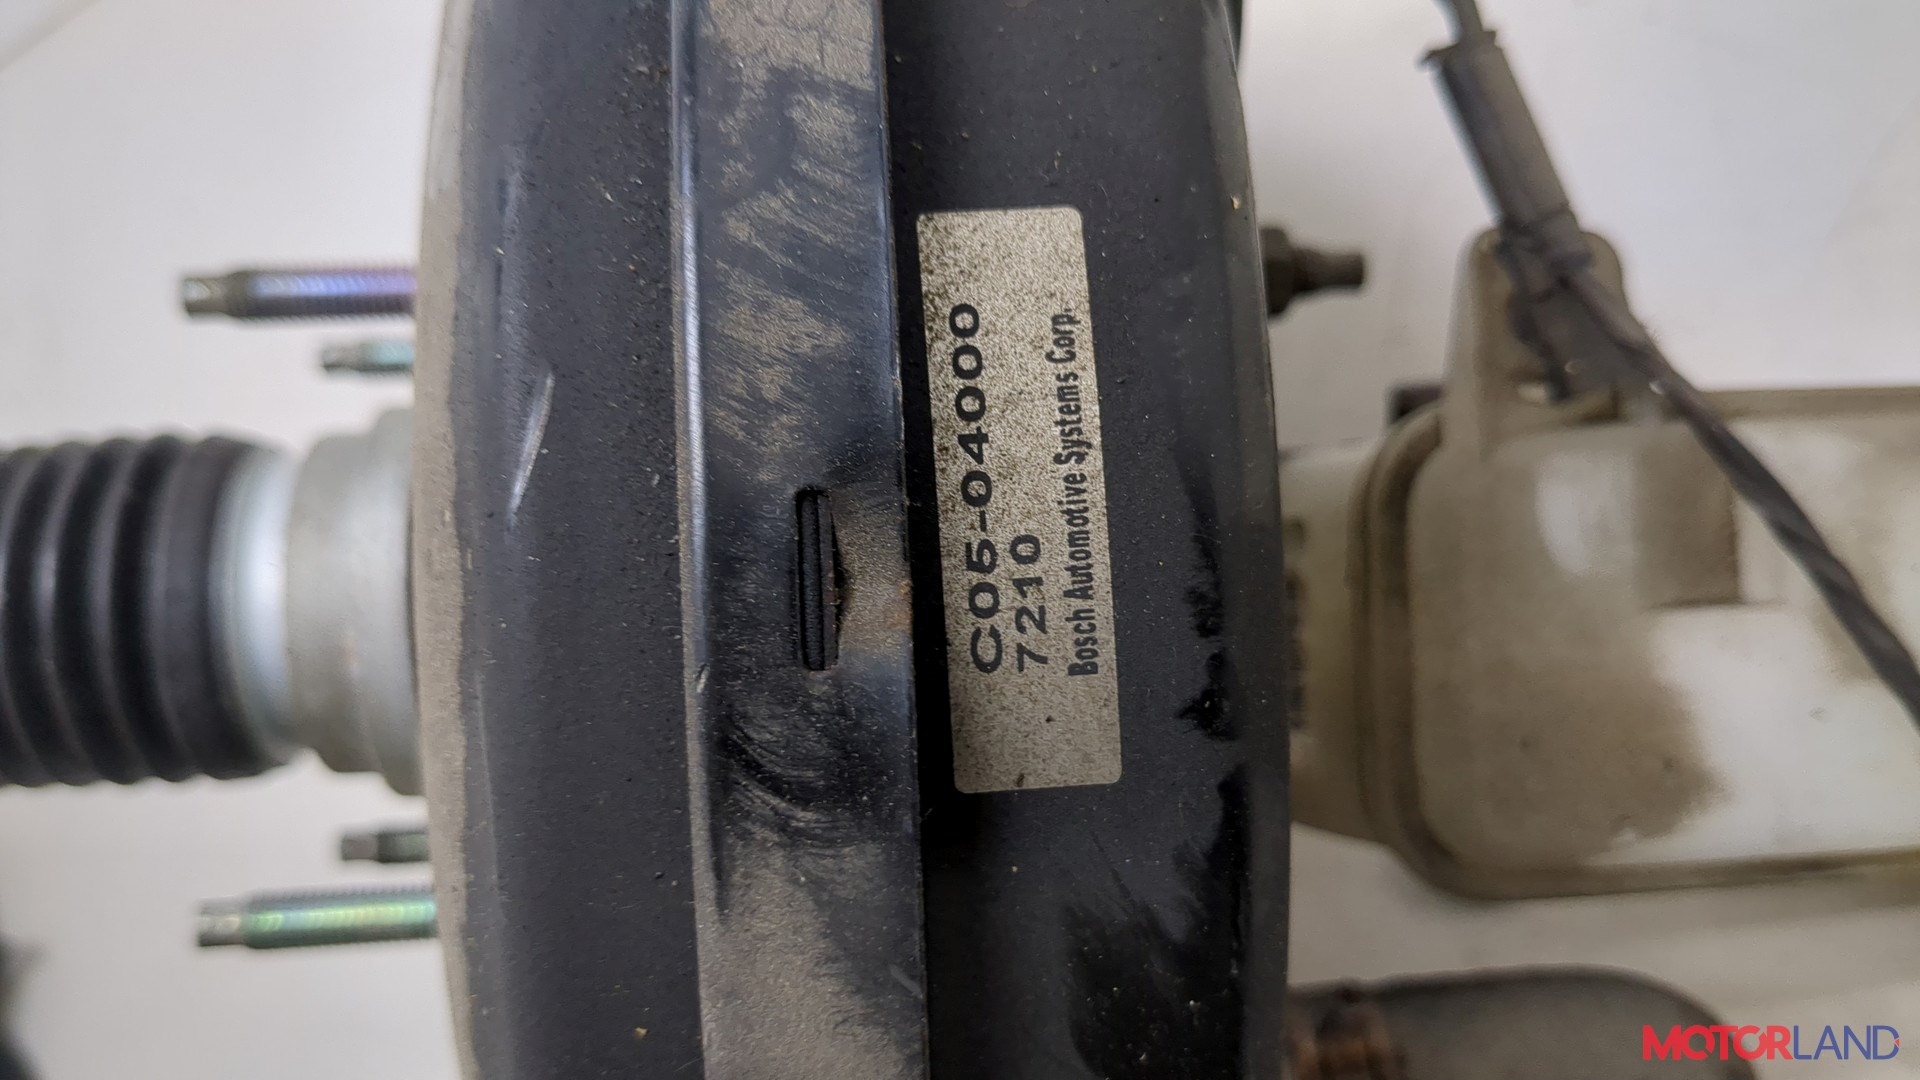 C05-04000
7210
Bosch Automotive Systems Corp.
MOTORLAND